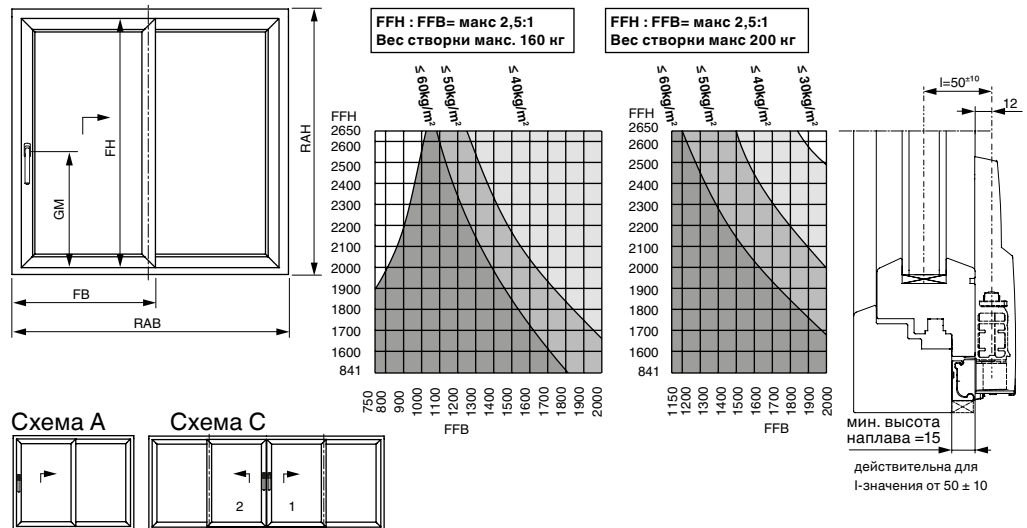 FH
GM
RAH
FB
RAB
FFH : FFB= макс 2,5:1
Вес створки макс. 160 кг
≤ 60kg/m²
≤ 50kg/m²
≤ 40kg/m²
FFH
2650
2500
2400
2300
2200
2100
2000
1900
1800
1700
1600
841
750
800
900
1000
1100
1200
1300
1400
1500
1600
1700
1800
1900
2000
FFB
FFH : FFB= макс 2,5:1
Вес створки макс 200 кг
≤ 60kg/m²
≤ 50kg/m²
≤ 40kg/m²
≤ 30kg/m²
FFH
2650
2500
2400
2300
2200
2100
2000
1900
1800
1700
1600
841
1150
1200
1300
1400
1500
1600
1700
1800
1900
2000
FFB
l=50±10
12
мин. высота
наплава =15
действительна для
l-значения от 50 ± 10
Схема A
Схема C
2
1